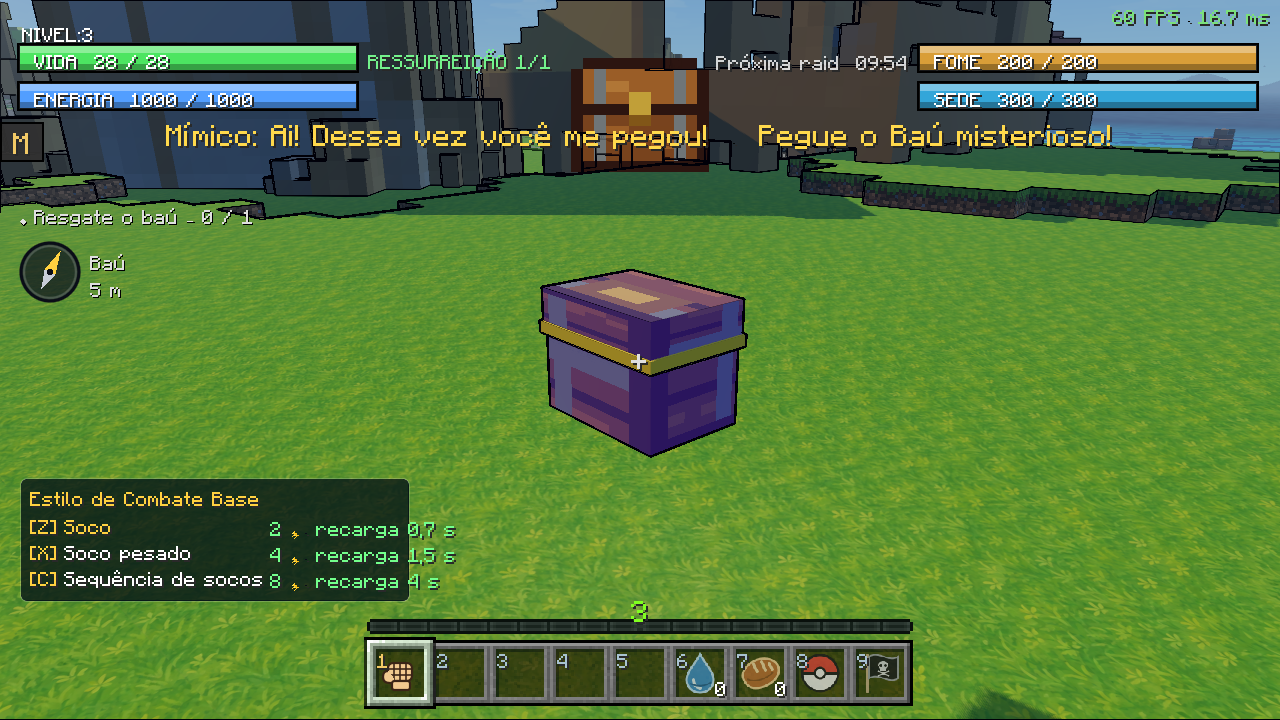 60 FPS · 16.7 ms
NIVEL:3
VIDA 28 / 28
RESSURREIÇÃO 1/1
Próxima raid 09:54
FOME 200 / 200
ENERGIA 1000 / 1000
SEDE 300 / 300
M
Mímico: Ai! Dessa vez você me pegou! Pegue o Baú misterioso!
Resgate o baú - 0 / 1
Baú
5 m
Estilo de Combate Base
[Z] Soco 2 recarga 0,7 s
[X] Soco pesado 4 recarga 1,5 s
[C] Sequência de socos 8 recarga 4 s
3
1 2 3 4 5 6 7 8 9
0 0